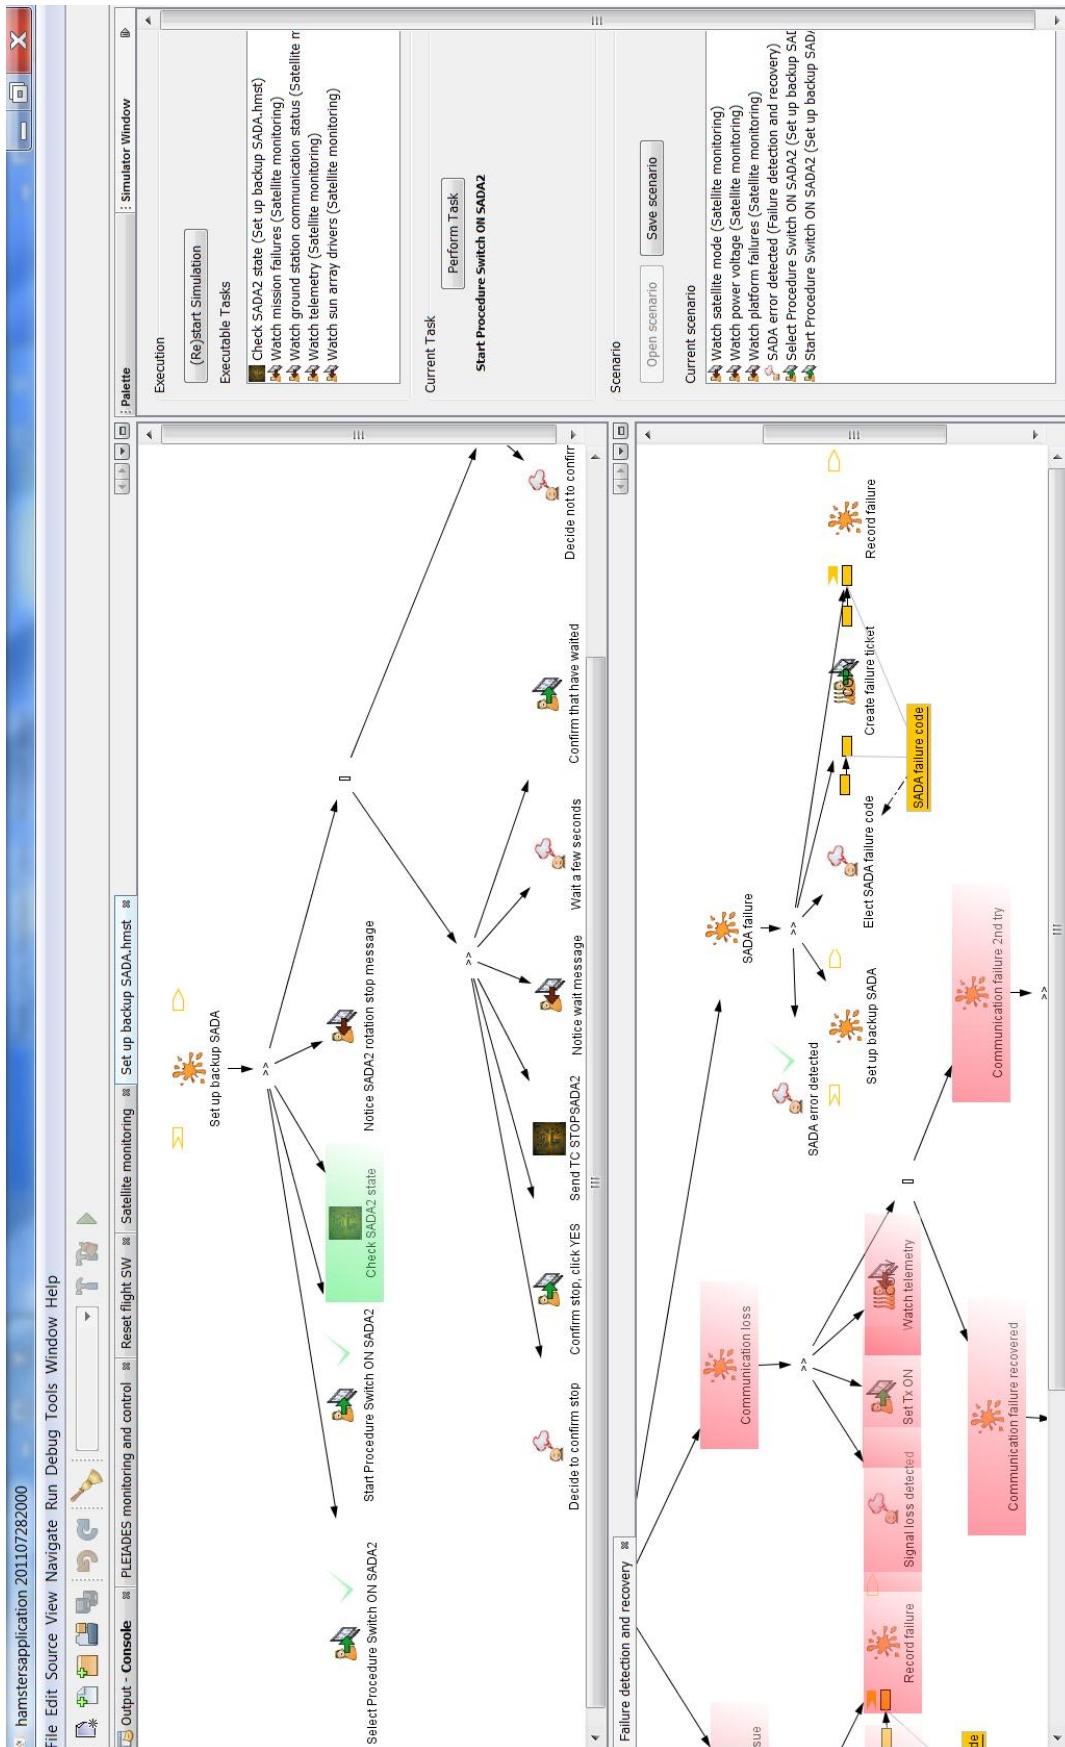 hamstersapplication 201107282000
File Edit Source View Navigate Run Debug Tools Window Help
Output - Console
PLEIADES monitoring and control
Reset flight SW
Satellite monitoring
Set up backup SADA.hmst
Set up backup SADA
>>
Select Procedure Switch ON SADA2
Start Procedure Switch ON SADA2
Check SADA2 state
Notice SADA2 rotation stop message
[]
>>
Decide to confirm stop
Confirm stop, click YES
Send TC STOPSADA2
Notice wait message
Wait a few seconds
Confirm that have waited
Decide not to confirm
Failure detection and recovery
SADA failure
>>
Communication loss
>>
SADA error detected
Set up backup SADA
Elect SADA failure code
Create failure ticket
COPY
Record failure
SADA failure code
sue
Record failure
Signal loss detected
Set Tx ON
Watch telemetry
[]
Communication failure recovered
Communication failure 2nd try
>>
de
Palette
Simulator Window
Execution
(Re)start Simulation
Executable Tasks
Check SADA2 state (Set up backup SADA.hmst)
Watch mission failures (Satellite monitoring)
Watch ground station communication status (Satellite m
Watch telemetry (Satellite monitoring)
Watch sun array drivers (Satellite monitoring)
Current Task
Perform Task
Start Procedure Switch ON SADA2
Scenario
Open scenario
Save scenario
Current scenario
Watch satellite mode (Satellite monitoring)
Watch power voltage (Satellite monitoring)
Watch platform failures (Satellite monitoring)
SADA error detected (Failure detection and recovery)
Select Procedure Switch ON SADA2 (Set up backup SAD
Start Procedure Switch ON SADA2 (Set up backup SADA